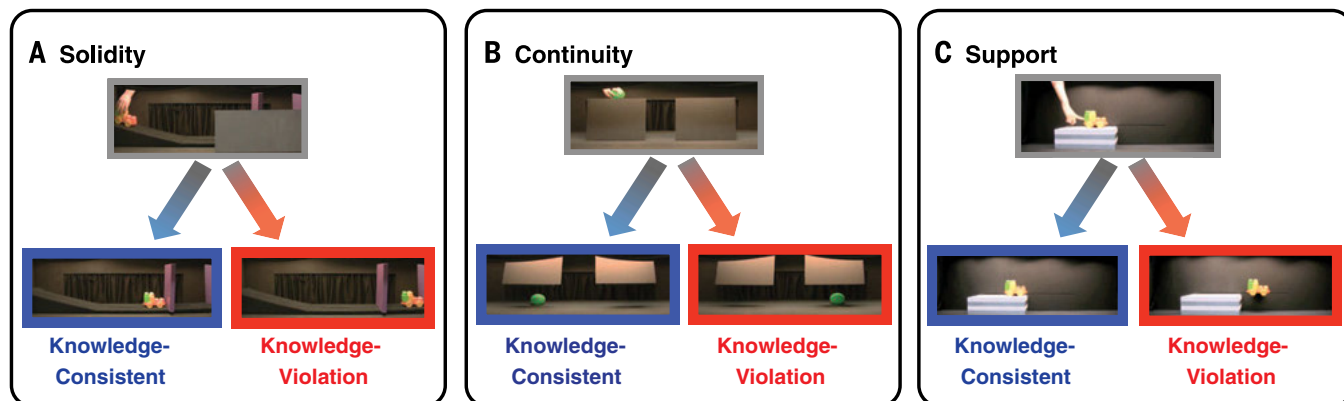 A Solidity
B Continuity
C Support
Knowledge-
Consistent
Knowledge-
Violation
Knowledge-
Consistent
Knowledge-
Violation
Knowledge-
Consistent
Knowledge-
Violation